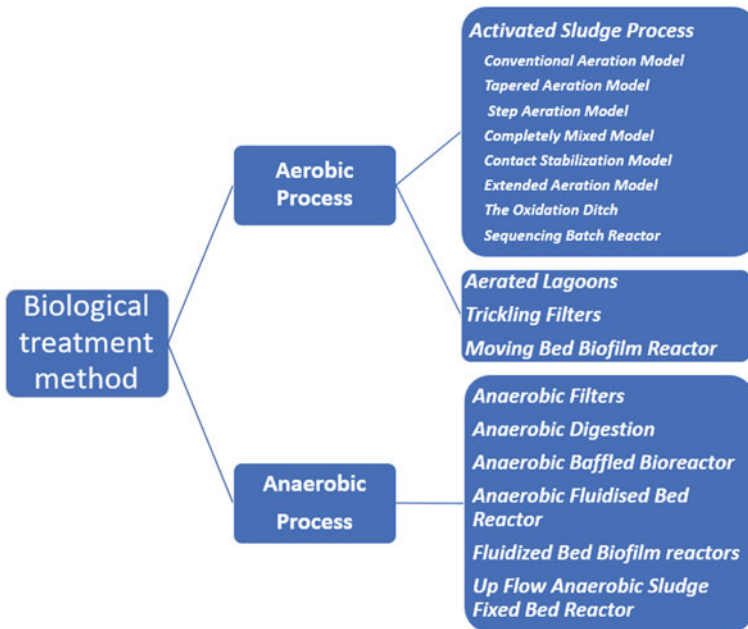 Biological
treatment
method
Aerobic
Process
Activated Sludge Process
Conventional Aeration Model
Tapered Aeration Model
Step Aeration Model
Completely Mixed Model
Contact Stabilization Model
Extended Aeration Model
The Oxidation Ditch
Sequencing Batch Reactor
Aerated Lagoons
Trickling Filters
Moving Bed Biofilm Reactor
Anaerobic
Process
Anaerobic Filters
Anaerobic Digestion
Anaerobic Baffled Bioreactor
Anaerobic Fluidised Bed
Reactor
Fluidized Bed Biofilm reactors
Up Flow Anaerobic Sludge
Fixed Bed Reactor